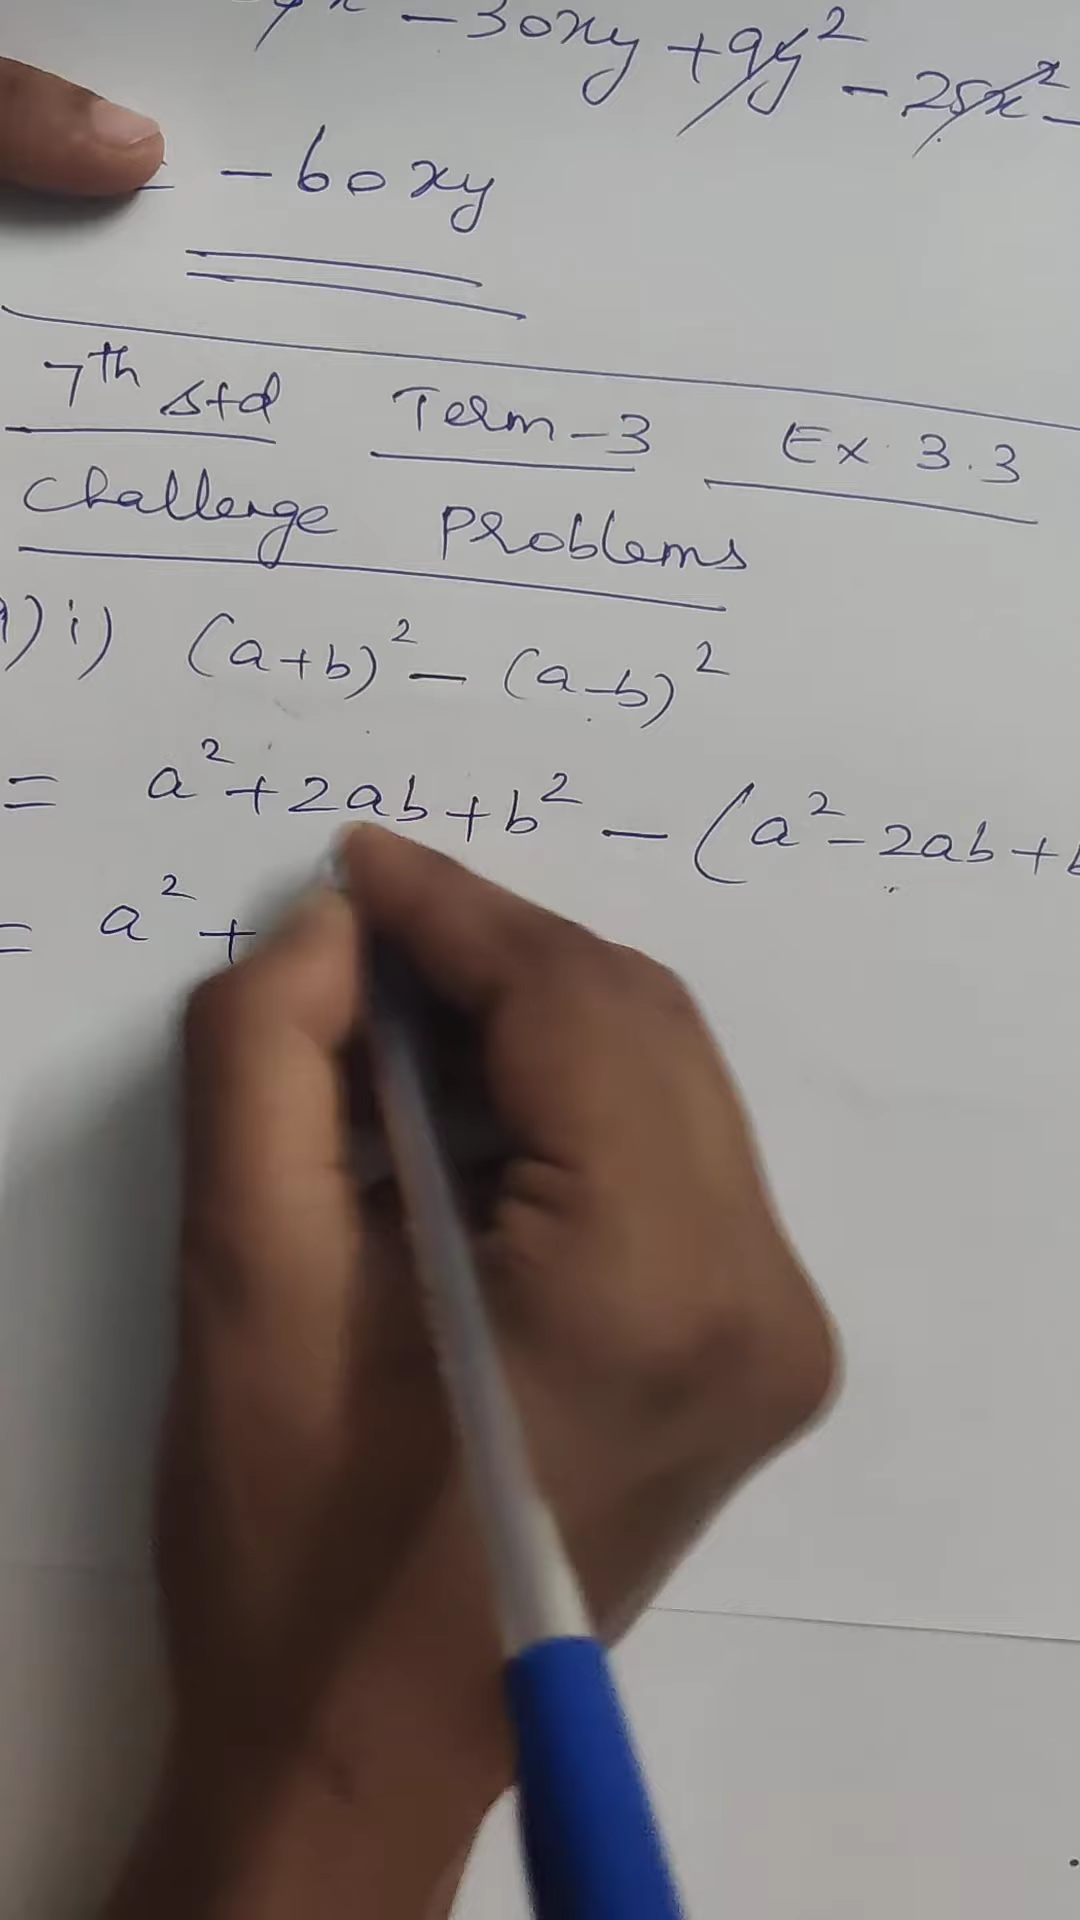 - 30xy + 9y² - 25x² -
= - 60xy
7th std Term - 3 Ex 3.3
Challenge Problems
i) (a+b)² - (a-b)²
= a² + 2ab + b² - (a² - 2ab +
= a² +